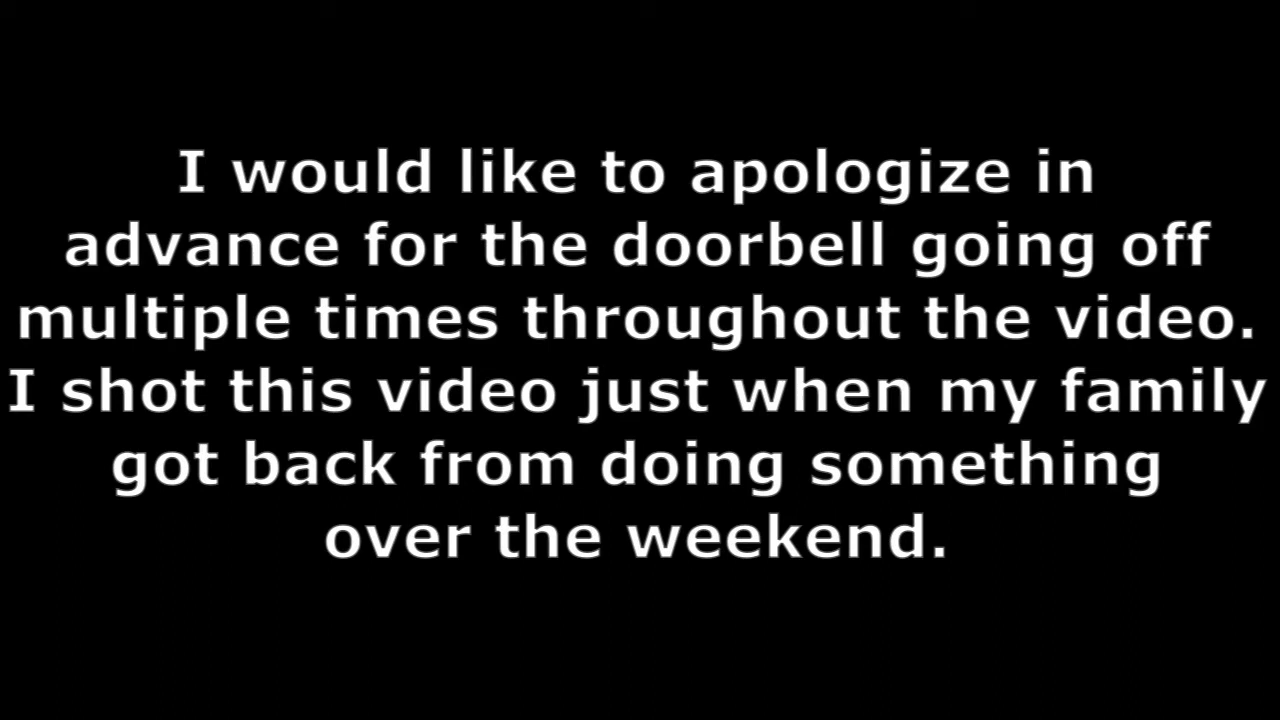 I would like to apologize in
advance for the doorbell going off
multiple times throughout the video.
I shot this video just when my family
got back from doing something
over the weekend.